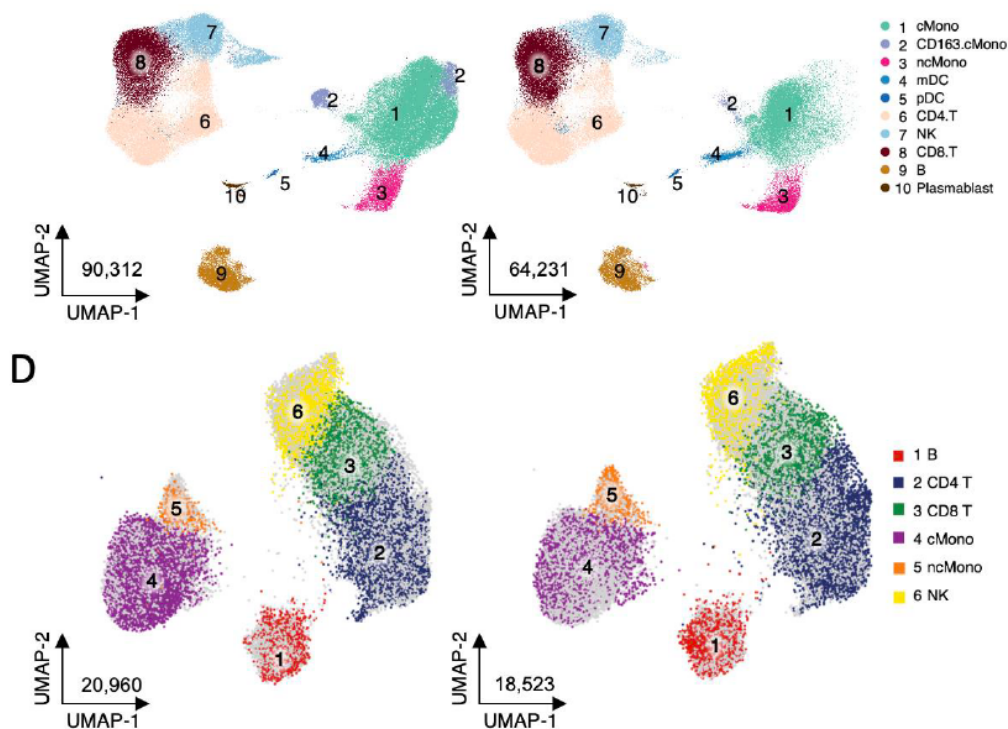 7
8
6
2
2
1
4
5
10
3
9
UMAP-2
90,312
UMAP-1
7
8
6
2
1
4
5
10
3
9
UMAP-2
64,231
UMAP-1
1 cMono
2 CD163.cMono
3 ncMono
4 mDC
5 pDC
6 CD4.T
7 NK
8 CD8.T
9 B
10 Plasmablast
D
6
3
5
2
4
1
UMAP-2
20,960
UMAP-1
6
3
5
2
4
1
UMAP-2
18,523
UMAP-1
1 B
2 CD4 T
3 CD8 T
4 cMono
5 ncMono
6 NK